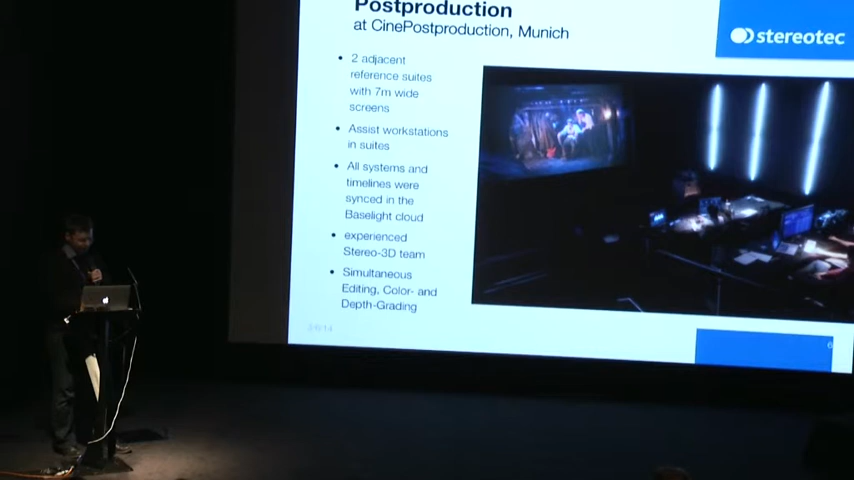 Postproduction
at CinePostproduction, Munich
stereotec
• 2 adjacent
reference suites
with 7m wide
screens
• Assist workstations
in suites
• All systems and
timelines were
synced in the
Baselight cloud
• experienced
Stereo-3D team
• Simultaneous
Editing, Color- and
Depth-Grading
6